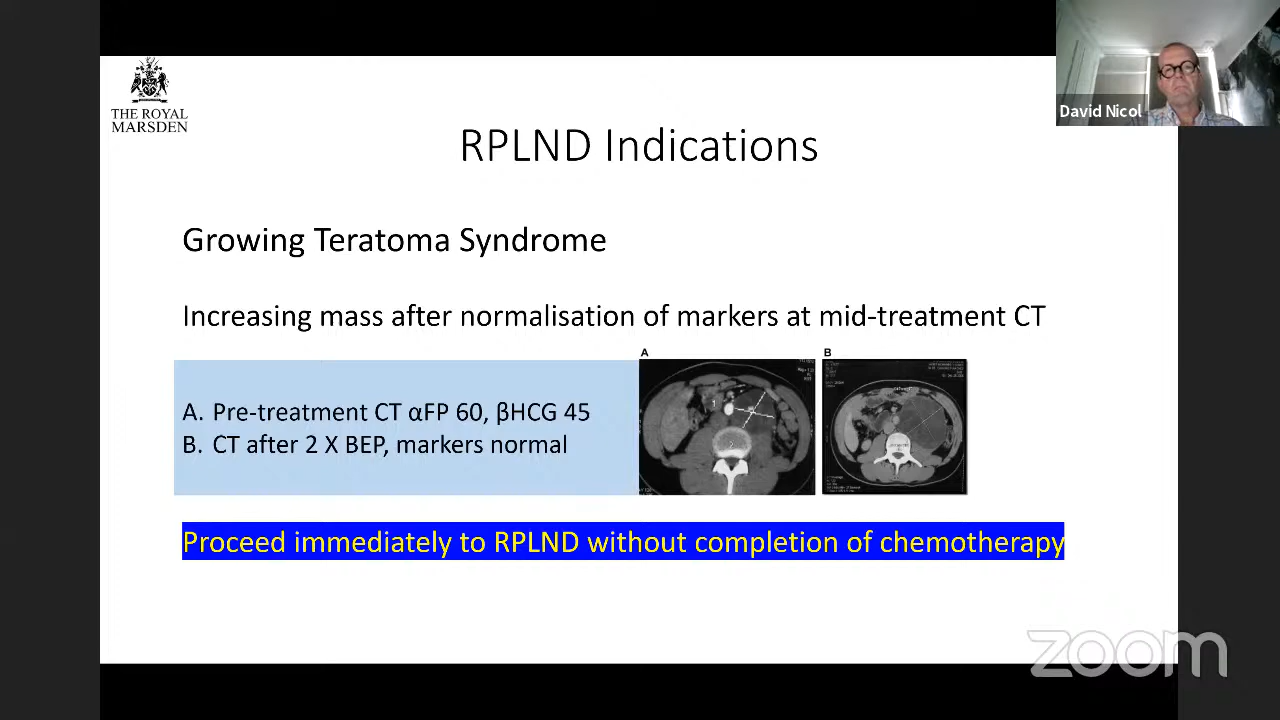 THE ROYAL
MARSDEN
David Nicol
RPLND Indications
Growing Teratoma Syndrome
Increasing mass after normalisation of markers at mid-treatment CT
A
B
A. Pre-treatment CT αFP 60, βHCG 45
B. CT after 2 X BEP, markers normal
1
2
Proceed immediately to RPLND without completion of chemotherapy
zoom